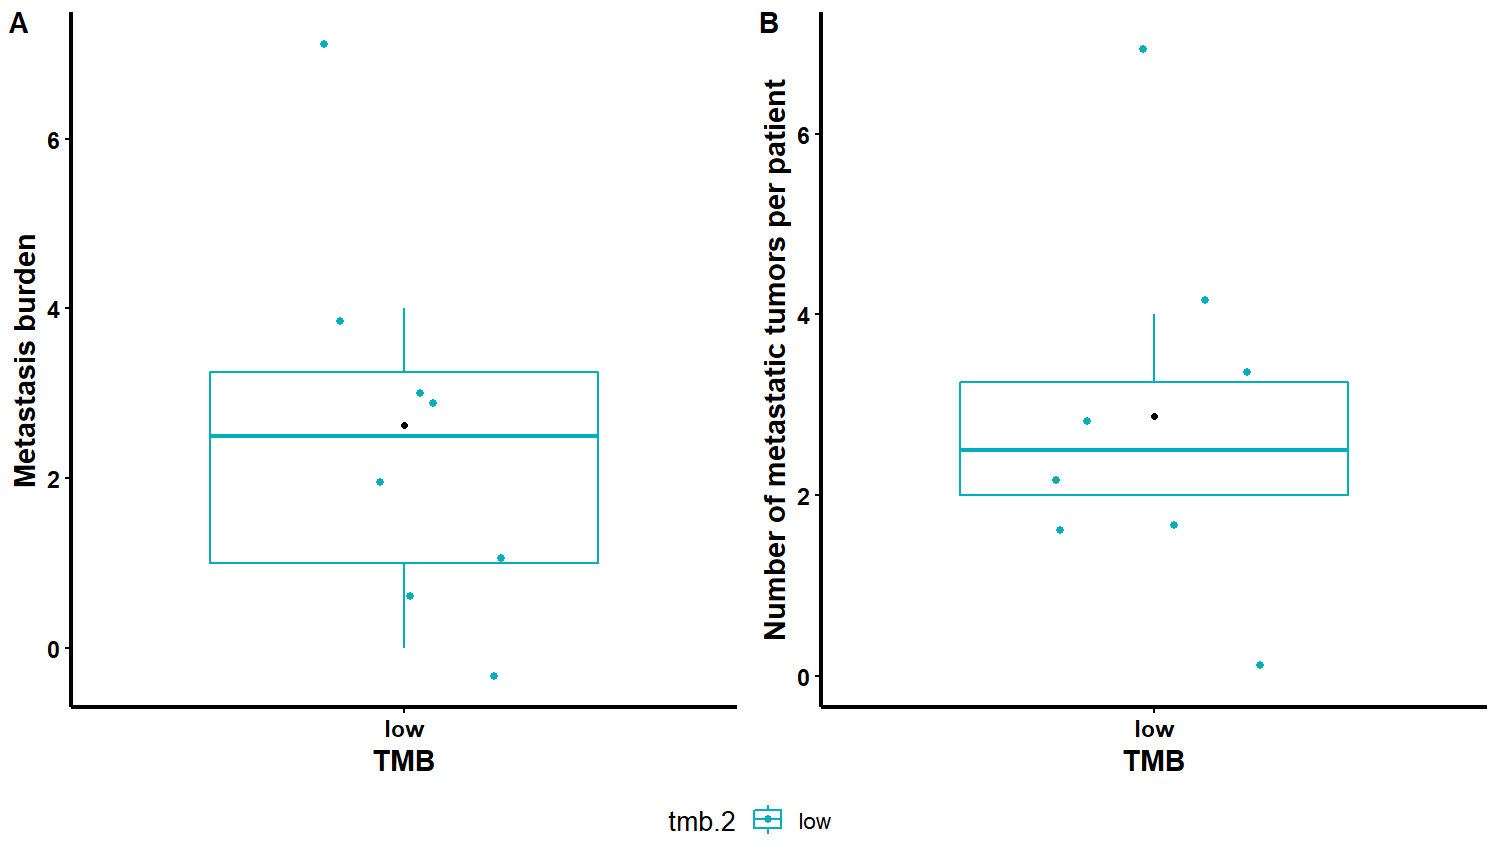 A
Metastasis burden
6
4
2
0
low
TMB
B
Number of metastatic tumors per patient
6
4
2
0
low
TMB
tmb.2 low